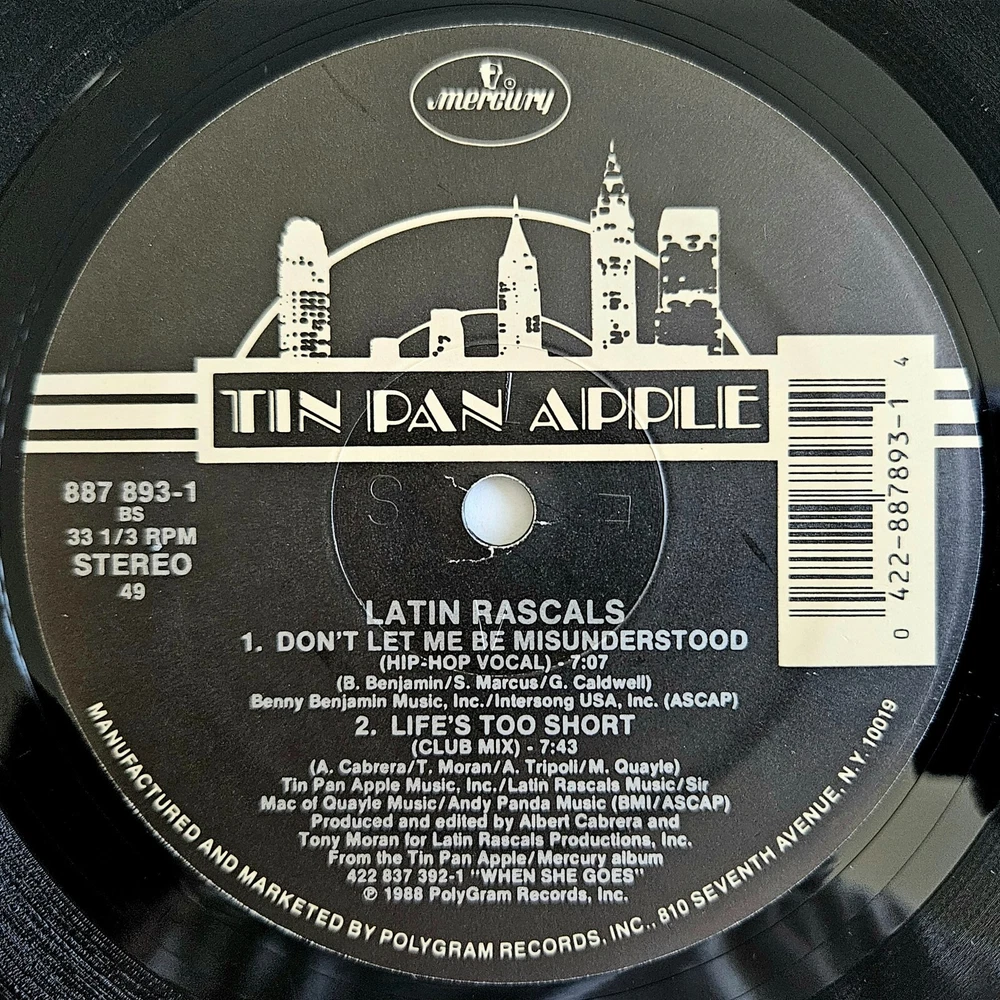 mercury ®
TIN PAN APPLE
887 893-1
BS
33 1/3 RPM
STEREO
49
0 422-887893-1 4
LATIN RASCALS
1. DON'T LET ME BE MISUNDERSTOOD
(HIP-HOP VOCAL) - 7:07
(B. Benjamin/S. Marcus/G. Caldwell)
Benny Benjamin Music, Inc./Intersong USA, Inc. (ASCAP)
2. LIFE'S TOO SHORT
(CLUB MIX) - 7:43
(A. Cabrera/T. Moran/A. Tripoli/M. Quayle)
Tin Pan Apple Music, Inc./Latin Rascals Music/Sir
Mac of Quayle Music/Andy Panda Music (BMI/ASCAP)
Produced and edited by Albert Cabrera and
Tony Moran for Latin Rascals Productions, Inc.
From the Tin Pan Apple/Mercury album
422 837 392-1 "WHEN SHE GOES"
℗ 1988 PolyGram Records, Inc.
MANUFACTURED AND MARKETED BY POLYGRAM RECORDS, INC., 810 SEVENTH AVENUE, N.Y. 10019